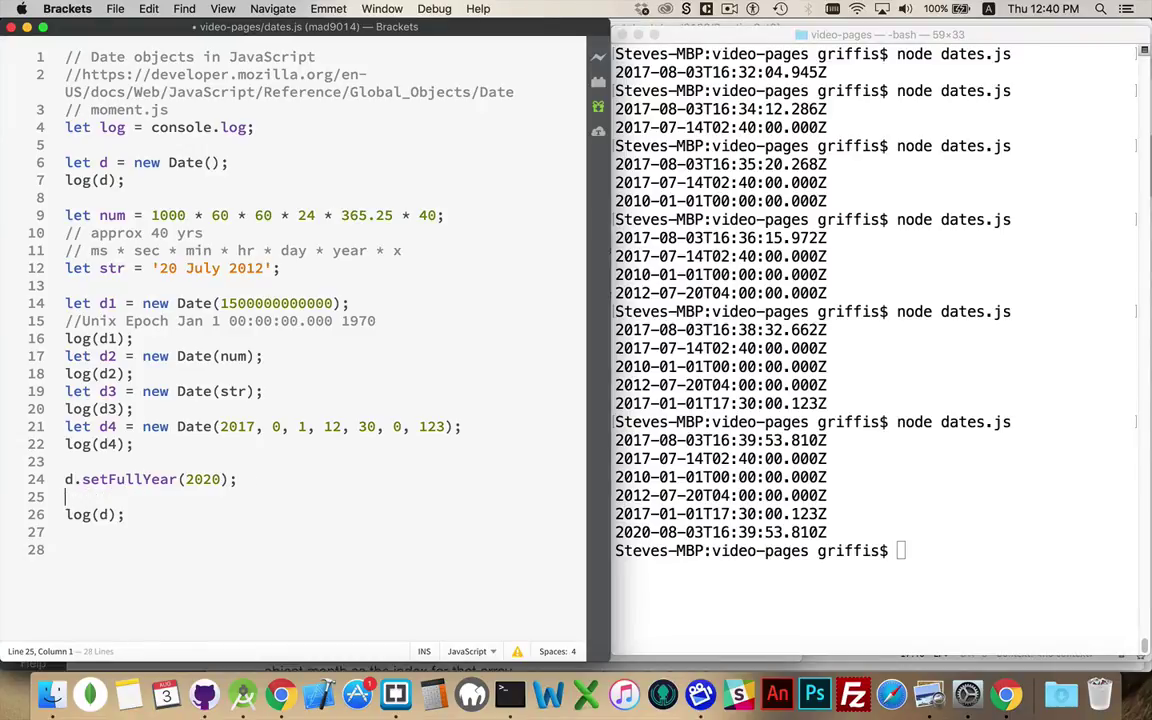 Brackets File Edit Find View Navigate Emmet Window Debug Help 100% Thu 12:40 PM
• video-pages/dates.js (mad9014) — Brackets
1 // Date objects in JavaScript
2 //https://developer.mozilla.org/en-
US/docs/Web/JavaScript/Reference/Global_Objects/Date
3 // moment.js
4 let log = console.log;
5
6 let d = new Date();
7 log(d);
8
9 let num = 1000 * 60 * 60 * 24 * 365.25 * 40;
10 // approx 40 yrs
11 // ms * sec * min * hr * day * year * x
12 let str = '20 July 2012';
13
14 let d1 = new Date(1500000000000);
15 //Unix Epoch Jan 1 00:00:00.000 1970
16 log(d1);
17 let d2 = new Date(num);
18 log(d2);
19 let d3 = new Date(str);
20 log(d3);
21 let d4 = new Date(2017, 0, 1, 12, 30, 0, 123);
22 log(d4);
23
24 d.setFullYear(2020);
25
26 log(d);
27
28
Line 25, Column 1 — 28 Lines INS JavaScript Spaces: 4
video-pages — -bash — 59×33
Steves-MBP:video-pages griffis$ node dates.js
2017-08-03T16:32:04.945Z
Steves-MBP:video-pages griffis$ node dates.js
2017-08-03T16:34:12.286Z
2017-07-14T02:40:00.000Z
Steves-MBP:video-pages griffis$ node dates.js
2017-08-03T16:35:20.268Z
2017-07-14T02:40:00.000Z
2010-01-01T00:00:00.000Z
Steves-MBP:video-pages griffis$ node dates.js
2017-08-03T16:36:15.972Z
2017-07-14T02:40:00.000Z
2010-01-01T00:00:00.000Z
2012-07-20T04:00:00.000Z
Steves-MBP:video-pages griffis$ node dates.js
2017-08-03T16:38:32.662Z
2017-07-14T02:40:00.000Z
2010-01-01T00:00:00.000Z
2012-07-20T04:00:00.000Z
2017-01-01T17:30:00.123Z
Steves-MBP:video-pages griffis$ node dates.js
2017-08-03T16:39:53.810Z
2017-07-14T02:40:00.000Z
2010-01-01T00:00:00.000Z
2012-07-20T04:00:00.000Z
2017-01-01T17:30:00.123Z
2020-08-03T16:39:53.810Z
Steves-MBP:video-pages griffis$